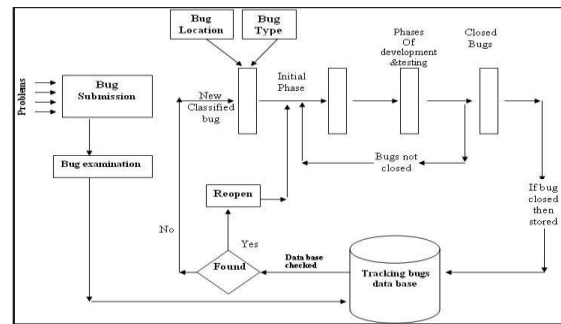 Bug
Location
Bug
Type
Phases
Of
development
&testing
Closed
Bugs
Problems
Bug
Submission
New
Classified
bug
Initial
Phase
Bug examination
Bugs not
closed
Reopen
If bug
closed
then
stored
No
Yes
Found
Data base
checked
Tracking bugs
data base